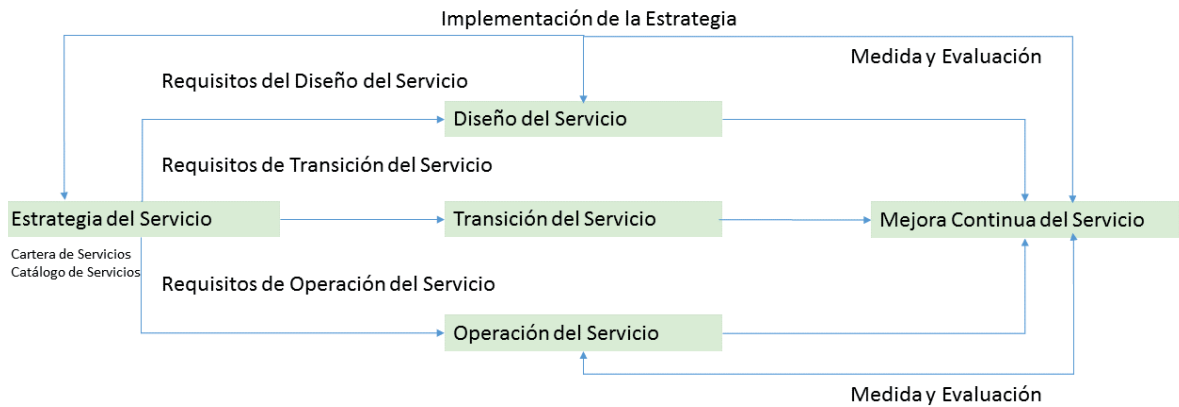 Implementación de la Estrategia
Medida y Evaluación
Requisitos del Diseño del Servicio
Diseño del Servicio
Requisitos de Transición del Servicio
Estrategia del Servicio
Transición del Servicio
Mejora Continua del Servicio
Cartera de Servicios
Catálogo de Servicios
Requisitos de Operación del Servicio
Operación del Servicio
Medida y Evaluación